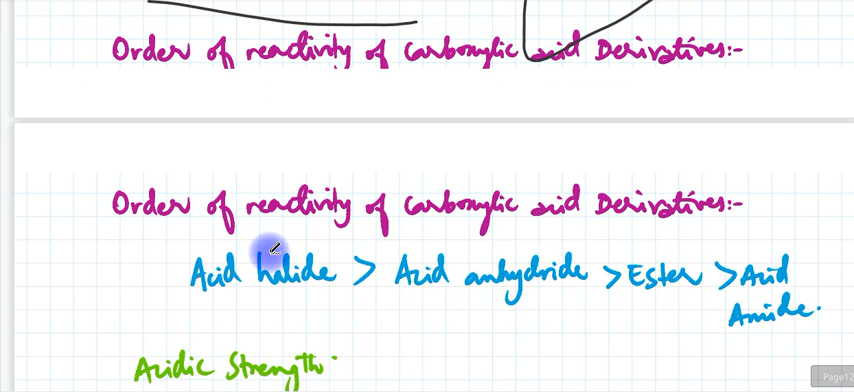 Order of reactivity of Carboxylic acid Derivatives:-
Order of reactivity of Carboxylic acid Derivatives:-
Acid halide > Acid anhydride > Ester > Acid
Amide.
Acidic Strength
Page12